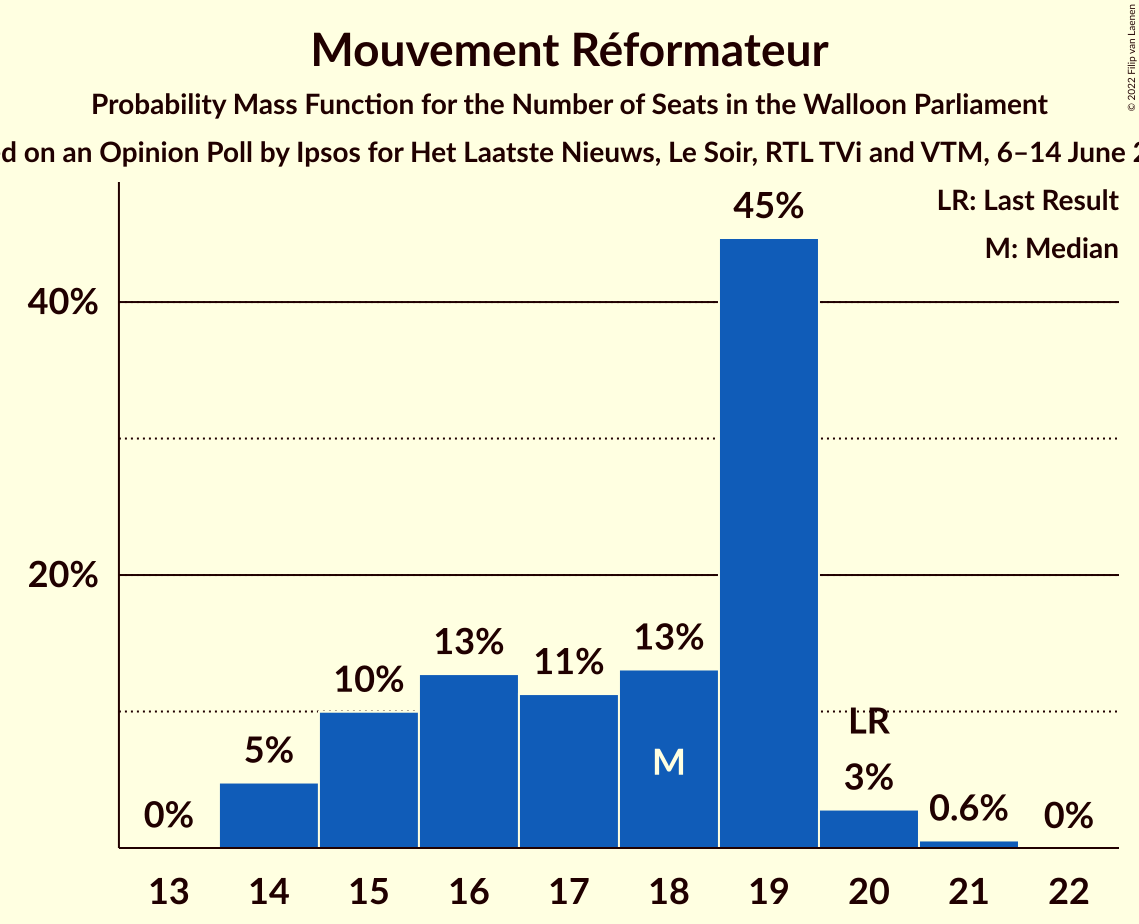 Mouvement Réformateur
Probability Mass Function for the Number of Seats in the Walloon Parliament
d on an Opinion Poll by Ipsos for Het Laatste Nieuws, Le Soir, RTL TVi and VTM, 6–14 June 2
© 2022 Filip van Laenen
LR: Last Result
M: Median
45%
40%
20%
13%
11%
13%
10%
5%
0%
M
LR
3%
0.6%
0%
13 14 15 16 17 18 19 20 21 22